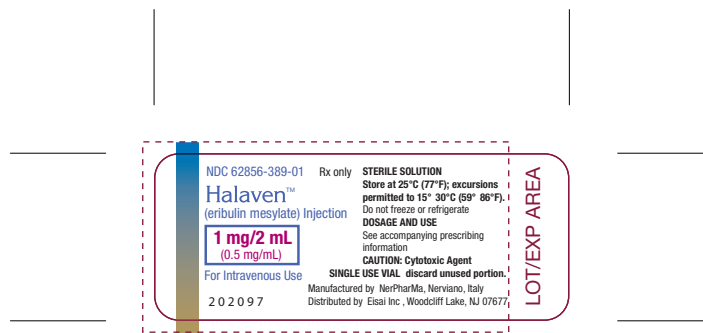 NDC 62856-389-01 Rx only
Halaven™
(eribulin mesylate) Injection
1 mg/2 mL
(0.5 mg/mL)
For Intravenous Use
202097
STERILE SOLUTION
Store at 25°C (77°F); excursions
permitted to 15° 30°C (59° 86°F).
Do not freeze or refrigerate
DOSAGE AND USE
See accompanying prescribing
information
CAUTION: Cytotoxic Agent
SINGLE USE VIAL discard unused portion.
Manufactured by NerPharMa, Nerviano, Italy
Distributed by Eisai Inc , Woodcliff Lake, NJ 07677
LOT/EXP AREA